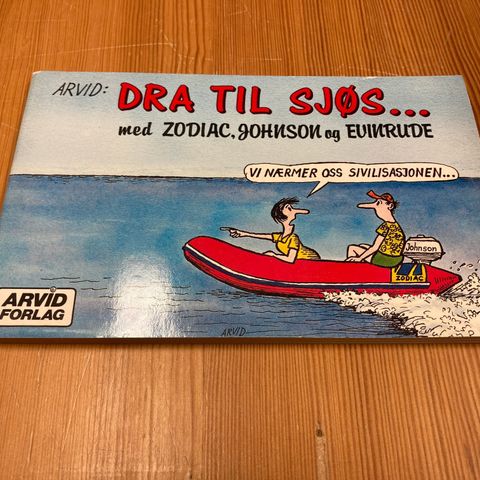 ARVID: DRA TIL SJØS...
med ZODIAC, JOHNSON og EVINRUDE
VI NÆRMER OSS SIVILISASJONEN...
Johnson
ZODIAC
ARVID
FORLAG
ARVID